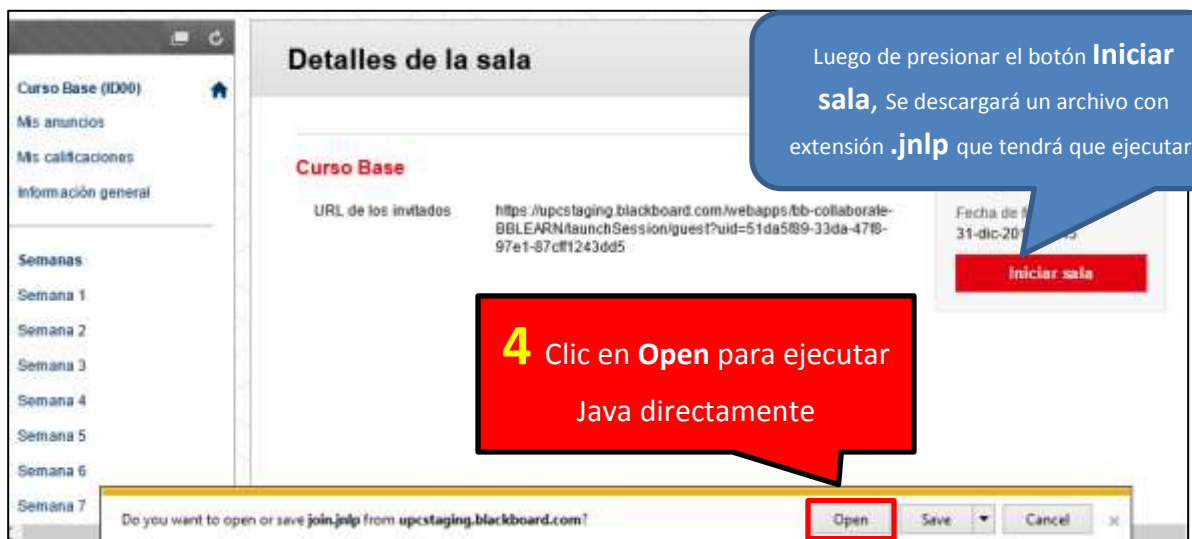 Curso Base (ID00)
Mis anuncios
Mis calificaciones
Información general
Semanas
Semana 1
Semana 2
Semana 3
Semana 4
Semana 5
Semana 6
Semana 7
Detalles de la sala
Curso Base
URL de los invitados
https://upcstaging.blackboard.com/webapps/bb-collaborate-
BBLEARN/launchSession/guest?uid=51da5f89-33da-47f8-
97e1-87cff1243dd5
Luego de presionar el botón Iniciar
sala, Se descargará un archivo con
extensión .jnlp que tendrá que ejecutar
Fecha de
31-dic-201
Iniciar sala
4 Clic en Open para ejecutar
Java directamente
Do you want to open or save join.jnlp from upcstaging.blackboard.com?
Open
Save
Cancel